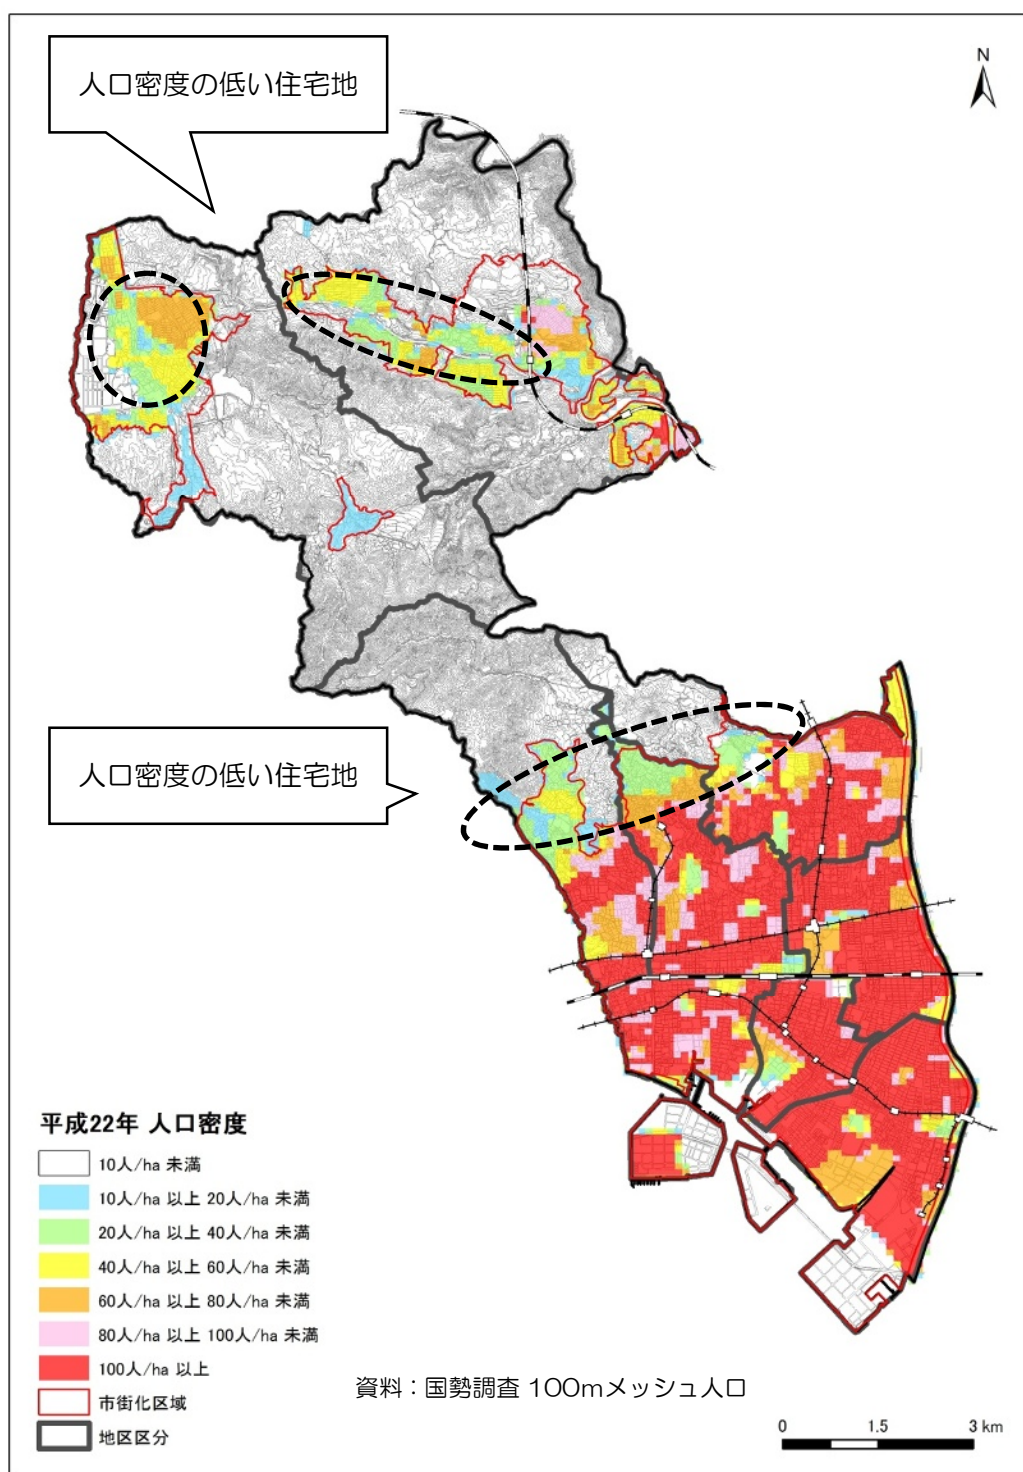 人口密度の低い住宅地
N
人口密度の低い住宅地
平成22年 人口密度
10人/ha 未満
10人/ha 以上 20人/ha 未満
20人/ha 以上 40人/ha 未満
40人/ha 以上 60人/ha 未満
60人/ha 以上 80人/ha 未満
80人/ha 以上 100人/ha 未満
100人/ha 以上
市街化区域
地区区分
資料：国勢調査 100mメッシュ人口
0 1.5 3 km